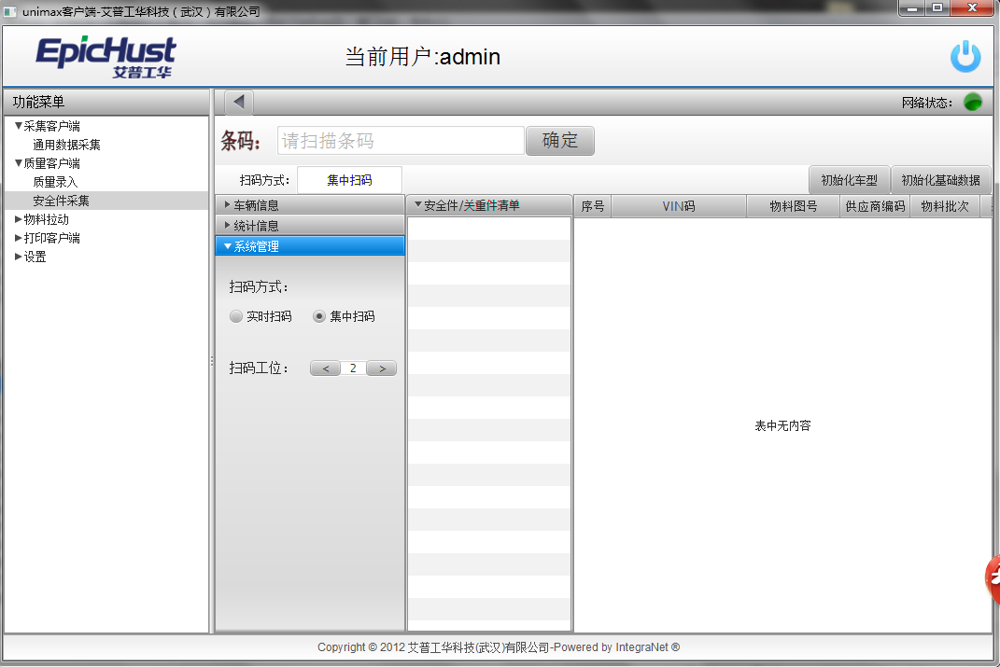 unimax客户端-艾普工华科技（武汉）有限公司
EpicHust
艾普工华
当前用户:admin
功能菜单
网络状态：
采集客户端
通用数据采集
质量客户端
质量录入
安全件采集
物料拉动
打印客户端
设置
条码： 请扫描条码 确定
扫码方式： 集中扫码 初始化车型 初始化基础数据
车辆信息
统计信息
系统管理
扫码方式：
实时扫码 集中扫码
扫码工位： < 2 >
安全件/关重件清单
序号 VIN码 物料图号 供应商编码 物料批次
表中无内容
Copyright © 2012 艾普工华科技(武汉)有限公司-Powered by IntegraNet ®